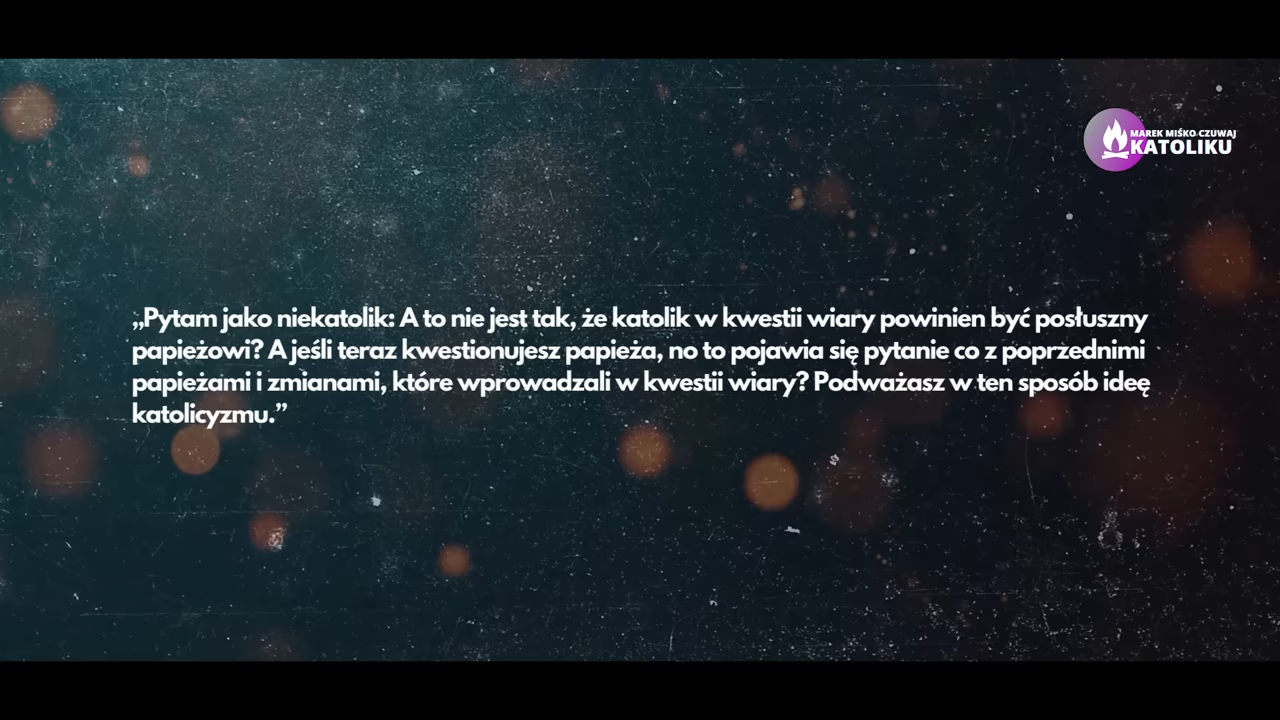 MAREK MIŚKO CZUWAJ
KATOLIKU
„Pytam jako niekatolik: A to nie jest tak, że katolik w kwestii wiary powinien być posłuszny
papieżowi? A jeśli teraz kwestionujesz papieża, no to pojawia się pytanie co z poprzednimi
papieżami i zmianami, które wprowadzali w kwestii wiary? Podważasz w ten sposób ideę
katolicyzmu.”